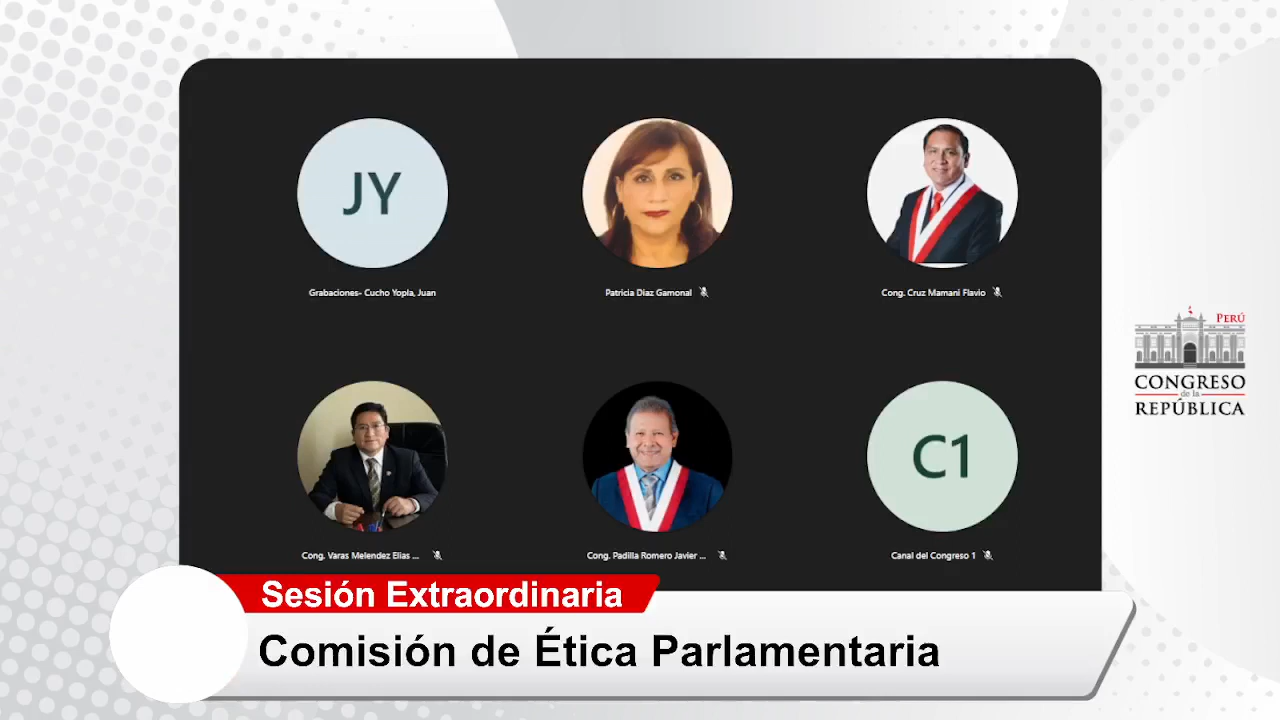 JY
Grabaciones- Cucho Yopla, Juan
Patricia Diaz Gamonal
Cong. Cruz Mamani Flavio
Cong. Varas Melendez Elias ...
Cong. Padilla Romero Javier ...
C1
Canal del Congreso 1
PERÚ
CONGRESO
de la
REPÚBLICA
Sesión Extraordinaria
Comisión de Ética Parlamentaria